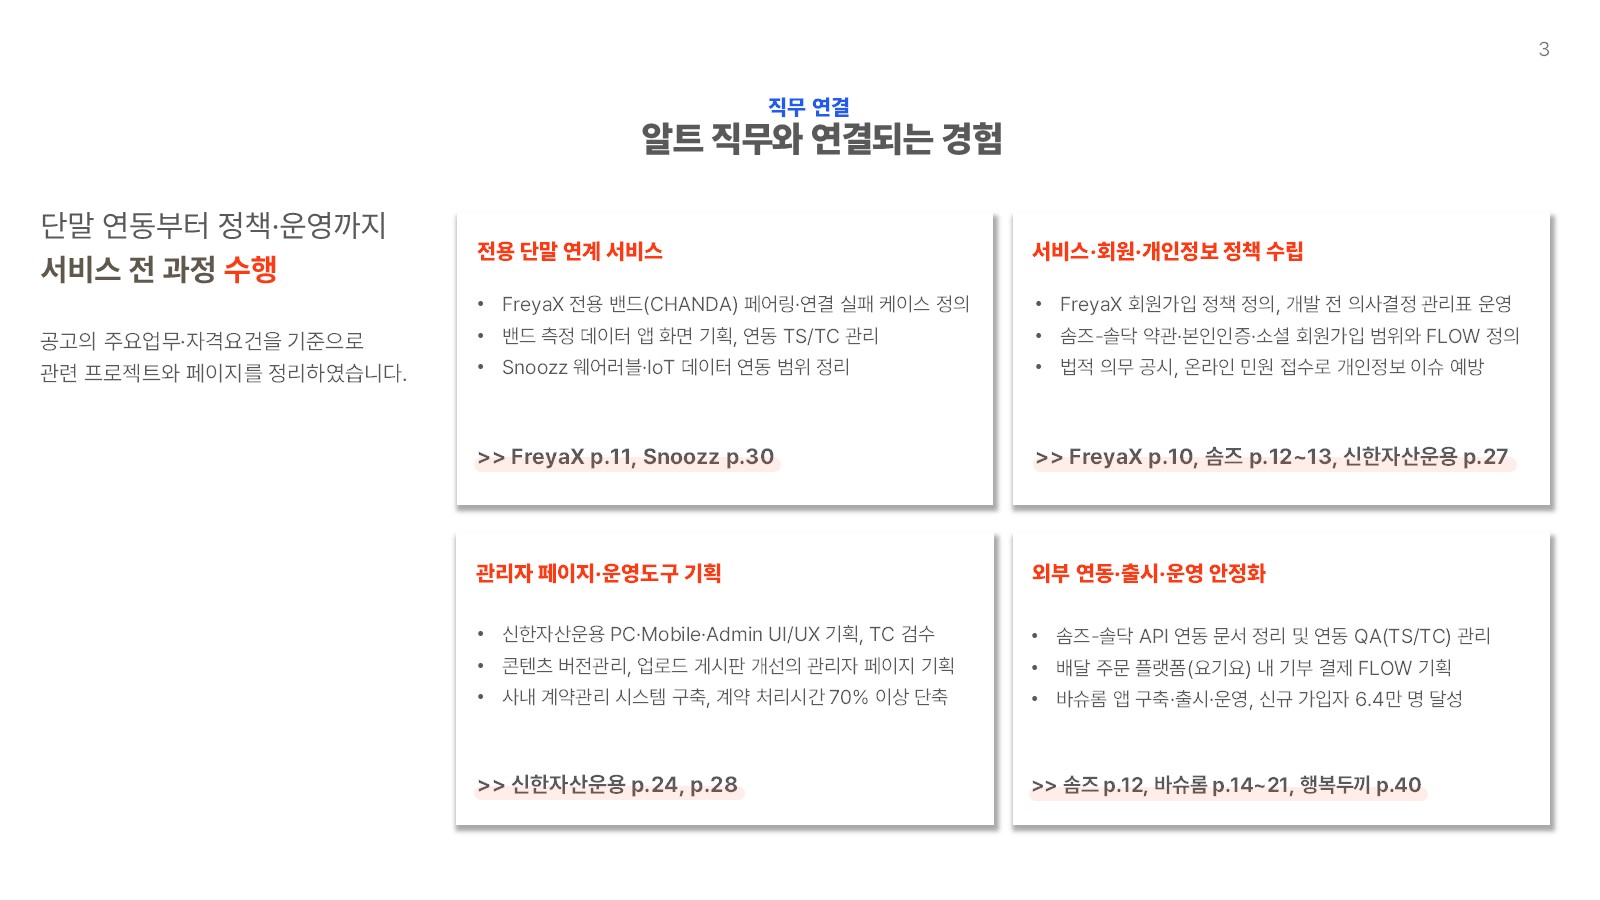 3
직무 연결
알트 직무와 연결되는 경험
단말 연동부터 정책·운영까지
서비스 전 과정 수행
공고의 주요업무·자격요건을 기준으로
관련 프로젝트와 페이지를 정리하였습니다.
전용 단말 연계 서비스
• FreyaX 전용 밴드(CHANDA) 페어링·연결 실패 케이스 정의
• 밴드 측정 데이터 앱 화면 기획, 연동 TS/TC 관리
• Snoozz 웨어러블·IoT 데이터 연동 범위 정리
>> FreyaX p.11, Snoozz p.30
서비스·회원·개인정보 정책 수립
• FreyaX 회원가입 정책 정의, 개발 전 의사결정 관리표 운영
• 솜즈-솔닥 약관·본인인증·소셜 회원가입 범위와 FLOW 정의
• 법적 의무 공시, 온라인 민원 접수로 개인정보 이슈 예방
>> FreyaX p.10, 솜즈 p.12~13, 신한자산운용 p.27
관리자 페이지·운영도구 기획
• 신한자산운용 PC·Mobile·Admin UI/UX 기획, TC 검수
• 콘텐츠 버전관리, 업로드 게시판 개선의 관리자 페이지 기획
• 사내 계약관리 시스템 구축, 계약 처리시간 70% 이상 단축
>> 신한자산운용 p.24, p.28
외부 연동·출시·운영 안정화
• 솜즈-솔닥 API 연동 문서 정리 및 연동 QA(TS/TC) 관리
• 배달 주문 플랫폼(요기요) 내 기부 결제 FLOW 기획
• 바슈롬 앱 구축·출시·운영, 신규 가입자 6.4만 명 달성
>> 솜즈 p.12, 바슈롬 p.14~21, 행복두끼 p.40